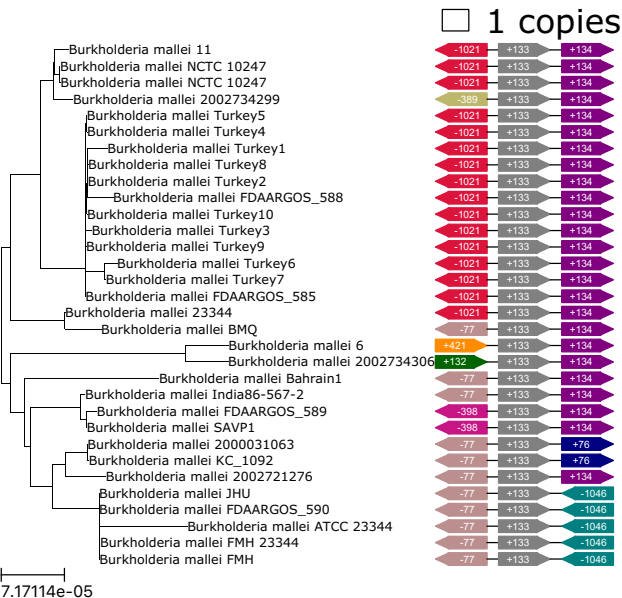 1 copies
Burkholderia mallei 11 -1021 +133 +134
Burkholderia mallei NCTC 10247 -1021 +133 +134
Burkholderia mallei NCTC 10247 -1021 +133 +134
Burkholderia mallei 2002734299 -389 +133 +134
Burkholderia mallei Turkey5 -1021 +133 +134
Burkholderia mallei Turkey4 -1021 +133 +134
Burkholderia mallei Turkey1 -1021 +133 +134
Burkholderia mallei Turkey8 -1021 +133 +134
Burkholderia mallei Turkey2 -1021 +133 +134
Burkholderia mallei FDAARGOS_588 -1021 +133 +134
Burkholderia mallei Turkey10 -1021 +133 +134
Burkholderia mallei Turkey3 -1021 +133 +134
Burkholderia mallei Turkey9 -1021 +133 +134
Burkholderia mallei Turkey6 -1021 +133 +134
Burkholderia mallei Turkey7 -1021 +133 +134
Burkholderia mallei FDAARGOS_585 -1021 +133 +134
Burkholderia mallei 23344 -1021 +133 +134
Burkholderia mallei BMQ -77 +133 +134
Burkholderia mallei 6 +421 +133 +134
Burkholderia mallei 2002734306 +132 +133 +134
Burkholderia mallei Bahrain1 -77 +133 +134
Burkholderia mallei India86-567-2 -77 +133 +134
Burkholderia mallei FDAARGOS_589 -398 +133 +134
Burkholderia mallei SAVP1 -398 +133 +134
Burkholderia mallei 2000031063 -77 +133 +76
Burkholderia mallei KC_1092 -77 +133 +76
Burkholderia mallei 2002721276 -77 +133 +134
Burkholderia mallei JHU -77 +133 -1046
Burkholderia mallei FDAARGOS_590 -77 +133 -1046
Burkholderia mallei ATCC 23344 -77 +133 -1046
Burkholderia mallei FMH 23344 -77 +133 -1046
Burkholderia mallei FMH -77 +133 -1046
7.17114e-05